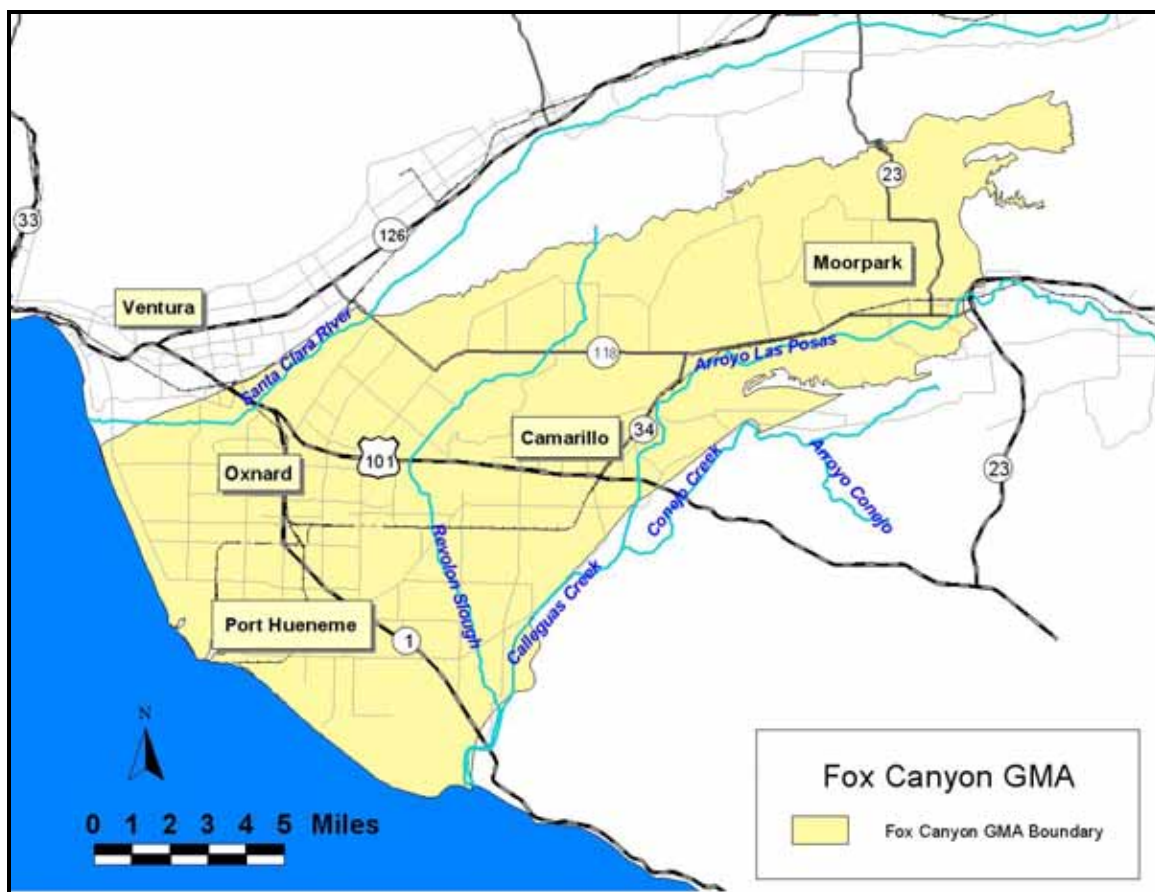 33
126
23
Ventura
Moorpark
Santa Clara River
118
Arroyo Las Posas
Camarillo
34
101
Oxnard
23
Conejo Creek
Arroyo Conejo
Revolon Slough
Calleguas Creek
Port Hueneme
1
N
0 1 2 3 4 5 Miles
Fox Canyon GMA
Fox Canyon GMA Boundary